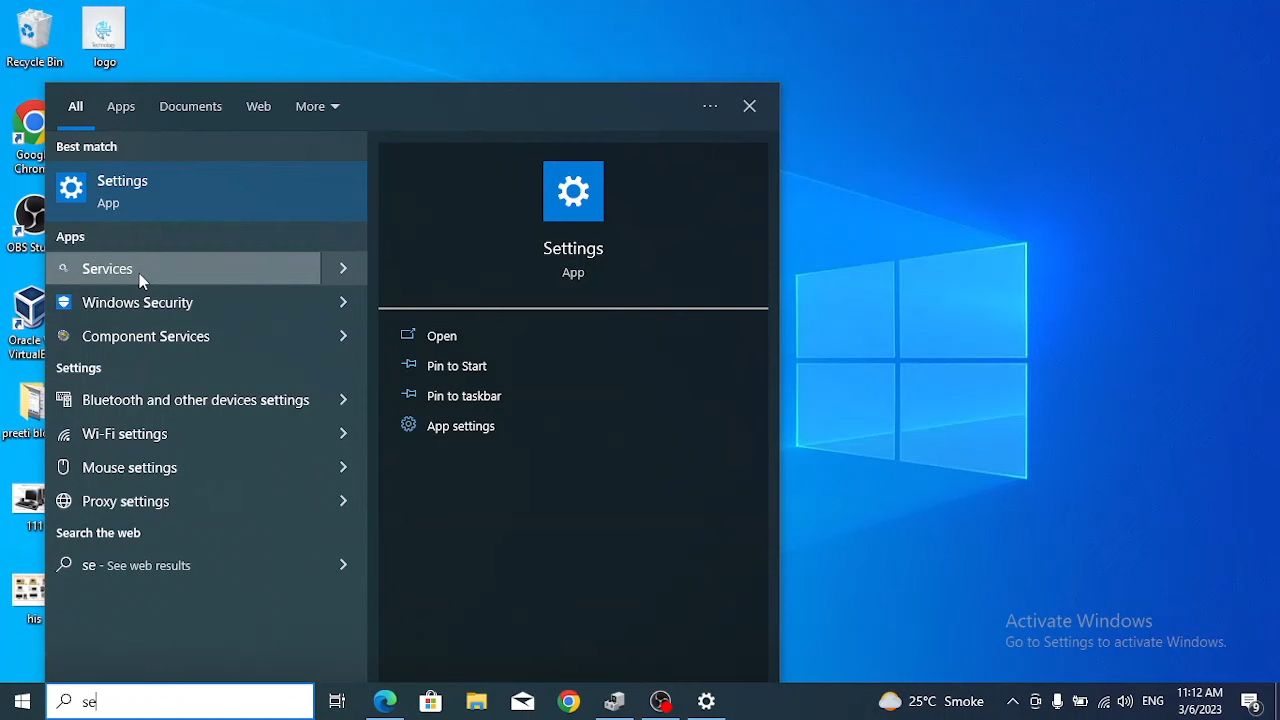 Recycle Bin
logo
Technology
Google
Chrom
OBS Stu
Oracle
VirtualB
preeti blo
111
his
All
Apps
Documents
Web
More
Best match
Settings
App
Apps
Services
Windows Security
Component Services
Settings
Bluetooth and other devices settings
Wi-Fi settings
Mouse settings
Proxy settings
Search the web
se - See web results
Settings
App
Open
Pin to Start
Pin to taskbar
App settings
Activate Windows
Go to Settings to activate Windows.
se
25°C Smoke
ENG
11:12 AM
3/6/2023
9